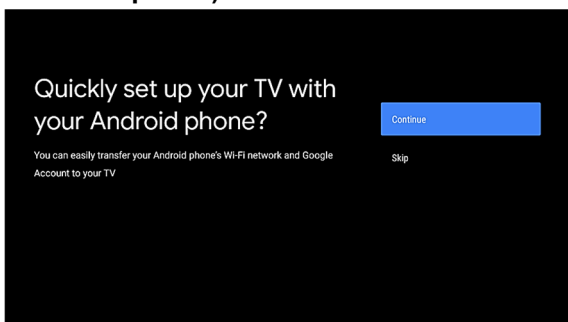 Quickly set up your TV with
your Android phone?
You can easily transfer your Android phone's Wi-Fi network and Google
Account to your TV
Continue
Skip